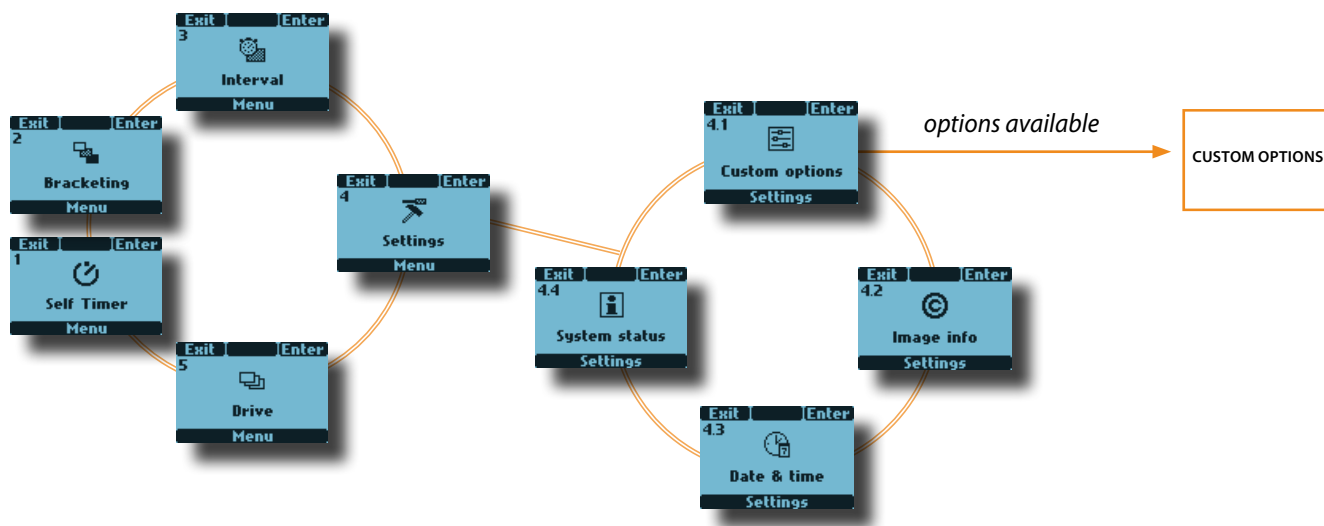 Exit Enter
3
Interval
Menu
Exit Enter
2
Bracketing
Menu
Exit Enter
1
Self Timer
Menu
Exit Enter
4
Settings
Menu
Exit Enter
5
Drive
Menu
Exit Enter
4.1
Custom options
Settings
options available
CUSTOM OPTIONS
Exit Enter
4.4
System status
Settings
Exit Enter
4.2
Image info
Settings
Exit Enter
4.3
Date & time
Settings